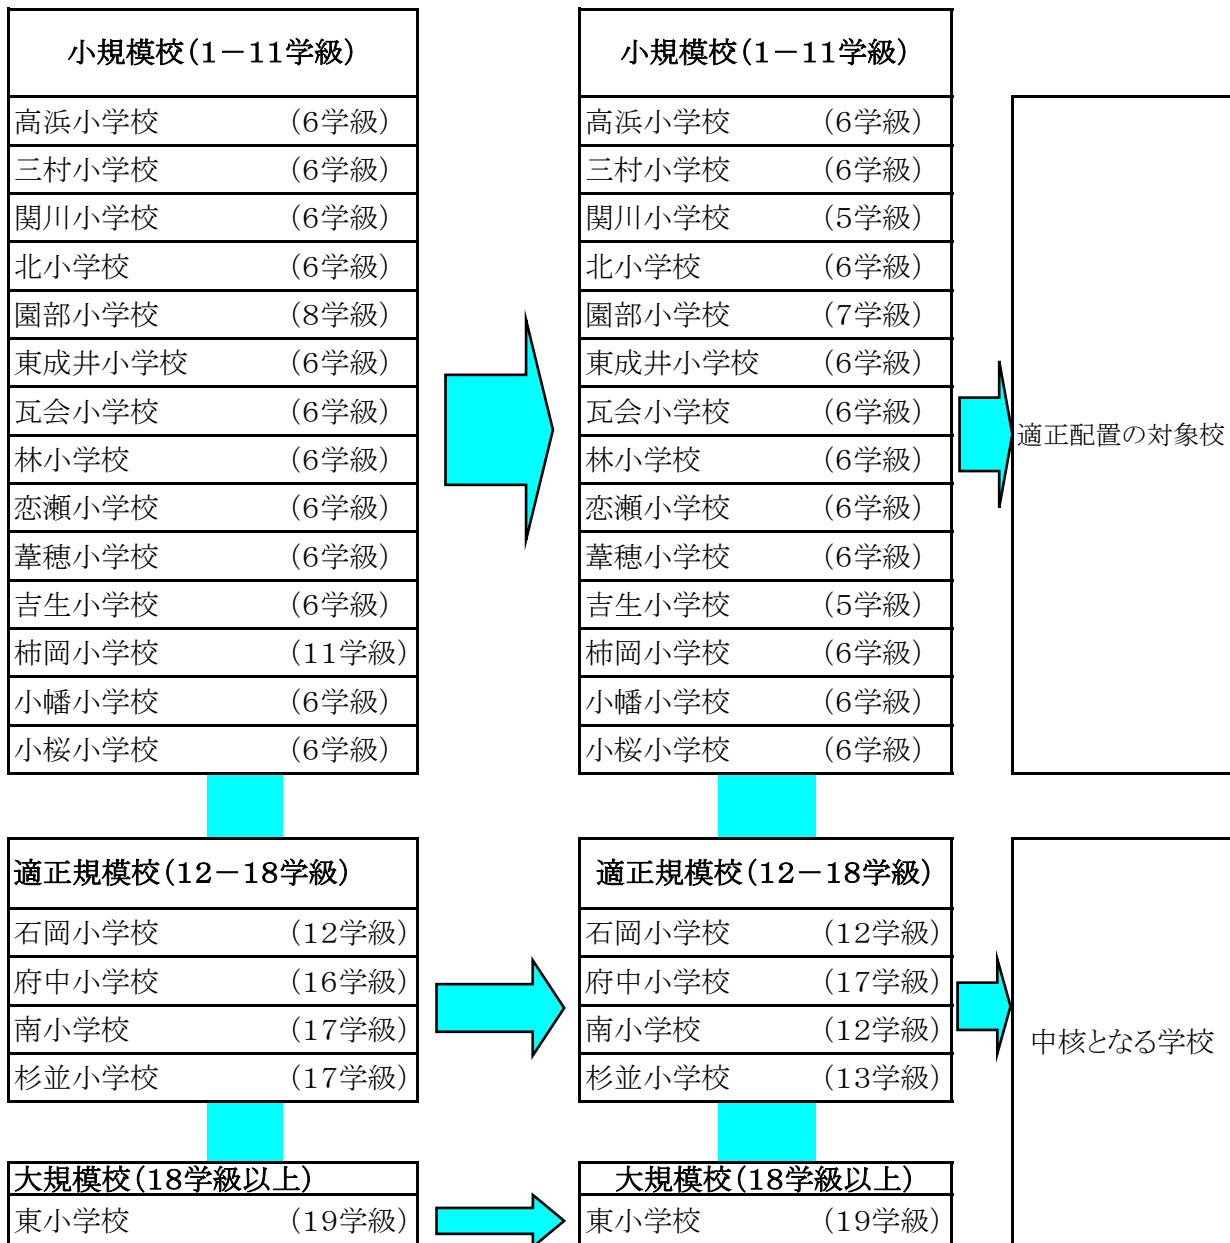 小規模校(1－11学級)
高浜小学校 (6学級)
三村小学校 (6学級)
関川小学校 (6学級)
北小学校 (6学級)
園部小学校 (8学級)
東成井小学校 (6学級)
瓦会小学校 (6学級)
林小学校 (6学級)
恋瀬小学校 (6学級)
葦穂小学校 (6学級)
吉生小学校 (6学級)
柿岡小学校 (11学級)
小幡小学校 (6学級)
小桜小学校 (6学級)
適正規模校(12－18学級)
石岡小学校 (12学級)
府中小学校 (16学級)
南小学校 (17学級)
杉並小学校 (17学級)
大規模校(18学級以上)
東小学校 (19学級)
小規模校(1－11学級)
高浜小学校 (6学級)
三村小学校 (6学級)
関川小学校 (5学級)
北小学校 (6学級)
園部小学校 (7学級)
東成井小学校 (6学級)
瓦会小学校 (6学級)
林小学校 (6学級)
恋瀬小学校 (6学級)
葦穂小学校 (6学級)
吉生小学校 (5学級)
柿岡小学校 (6学級)
小幡小学校 (6学級)
小桜小学校 (6学級)
適正規模校(12－18学級)
石岡小学校 (12学級)
府中小学校 (17学級)
南小学校 (12学級)
杉並小学校 (13学級)
大規模校(18学級以上)
東小学校 (19学級)
適正配置の対象校
中核となる学校